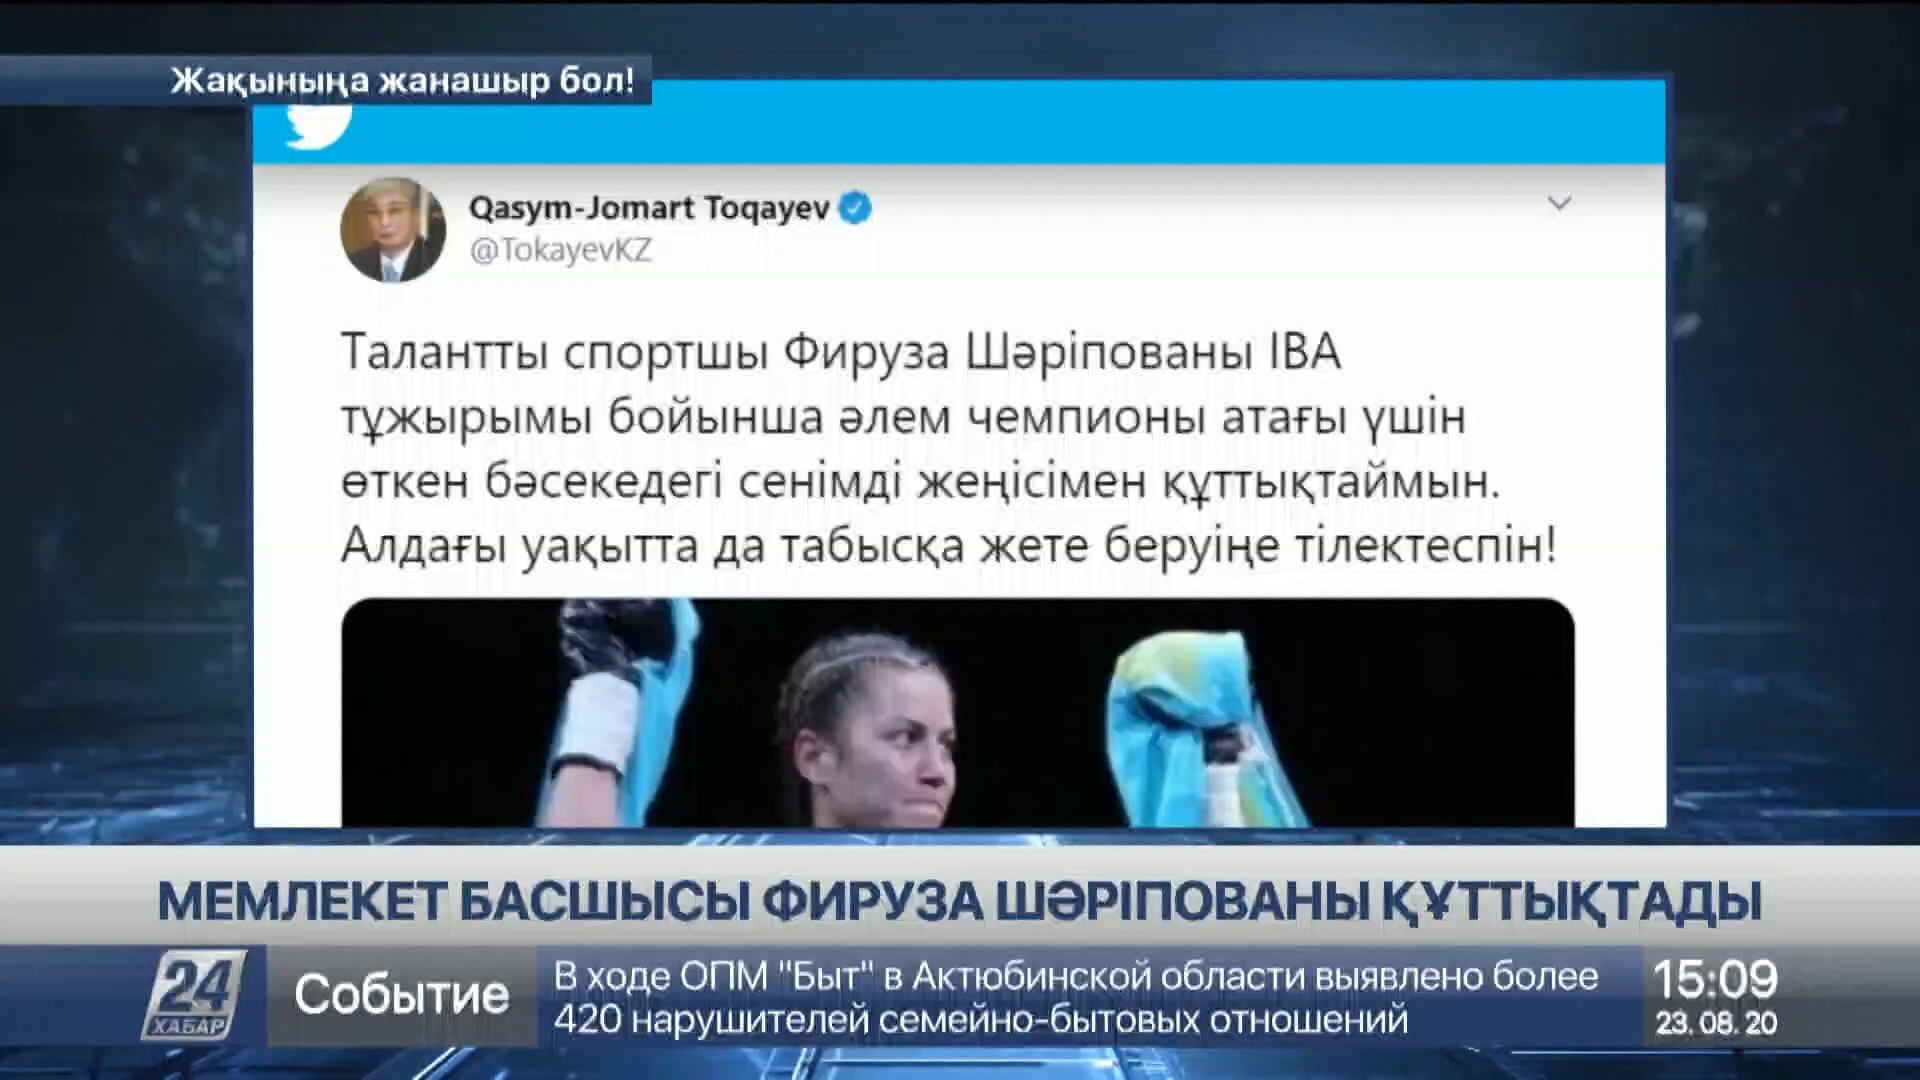 Жақыныңа жанашыр бол!
Qasym-Jomart Toqayev
@TokayevKZ
Талантты спортшы Фируза Шәріпованы IBA
тұжырымы бойынша әлем чемпионы атағы үшін
өткен бәсекедегі сенімді жеңісімен құттықтаймын.
Алдағы уақытта да табысқа жете беруіңе тілектеспін!
МЕМЛЕКЕТ БАСШЫСЫ ФИРУЗА ШӘРІПОВАНЫ ҚҰТТЫҚТАДЫ
24
ХАБАР
Событие
В ходе ОПМ "Быт" в Актюбинской области выявлено более
420 нарушителей семейно-бытовых отношений
15:09
23. 08. 20